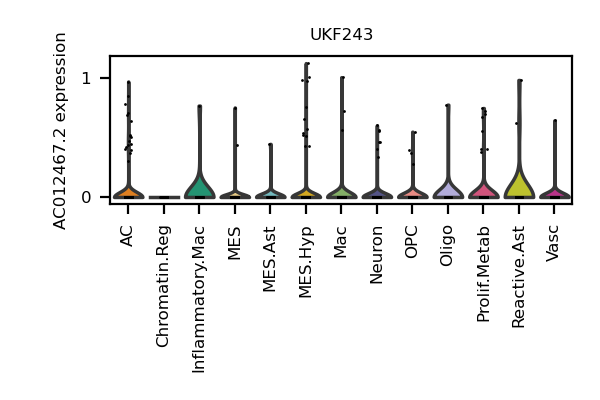 UKF243
AC012467.2 expression
1
0
AC
Chromatin.Reg
Inflammatory.Mac
MES
MES.Ast
MES.Hyp
Mac
Neuron
OPC
Oligo
Prolif.Metab
Reactive.Ast
Vasc